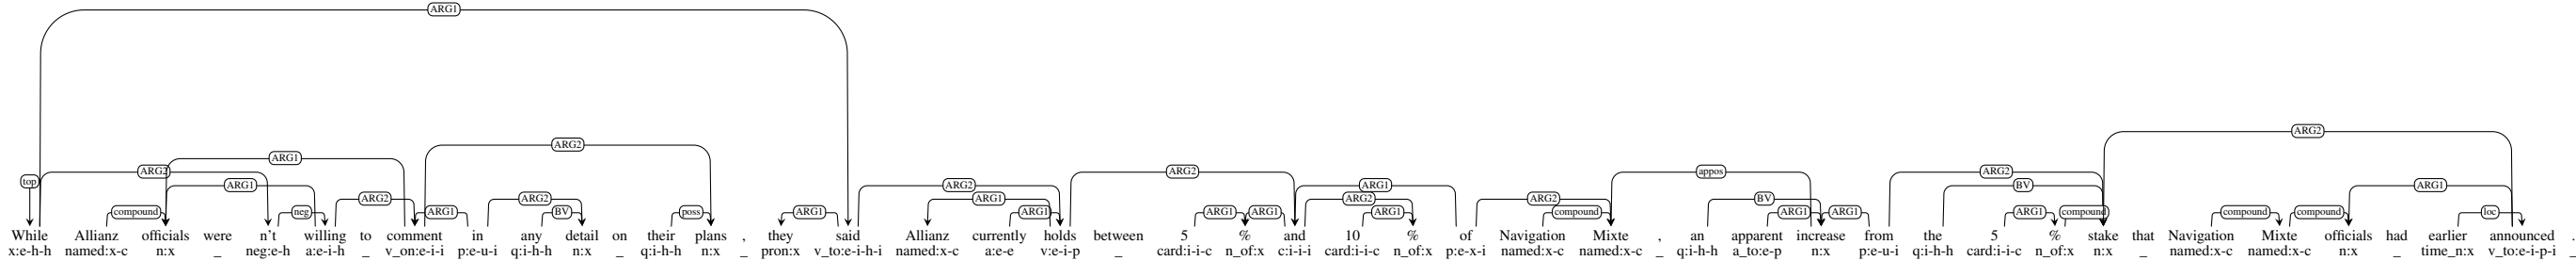 ARG1
ARG2
ARG1
ARG2
top ARG2 ARG2 appos ARG2
ARG1 ARG2 ARG1 BV ARG1
ARG2 ARG2 ARG1 ARG2 ARG2 BV
compound neg ARG1 BV poss ARG1 ARG1 ARG1 ARG1 ARG1 compound ARG1 ARG1 ARG1 compound compound compound loc
While Allianz officials were n't willing to comment in any detail on their plans , they said Allianz currently holds between 5 % and 10 % of Navigation Mixte , an apparent increase from the 5 % stake that Navigation Mixte officials had earlier announced .
x:e-h-h named:x-c n:x _ neg:e-h a:e-i-h _ v_on:e-i-i p:e-u-i q:i-h-h n:x _ q:i-h-h n:x _ pron:x v_to:e-i-h-i named:x-c a:e-e v:e-i-p _ card:i-i-c n_of:x c:i-i-i card:i-i-c n_of:x p:e-x-i named:x-c named:x-c _ q:i-h-h a_to:e-p n:x p:e-u-i q:i-h-h card:i-i-c n_of:x n:x _ named:x-c named:x-c n:x _ time_n:x v_to:e-i-p-i _